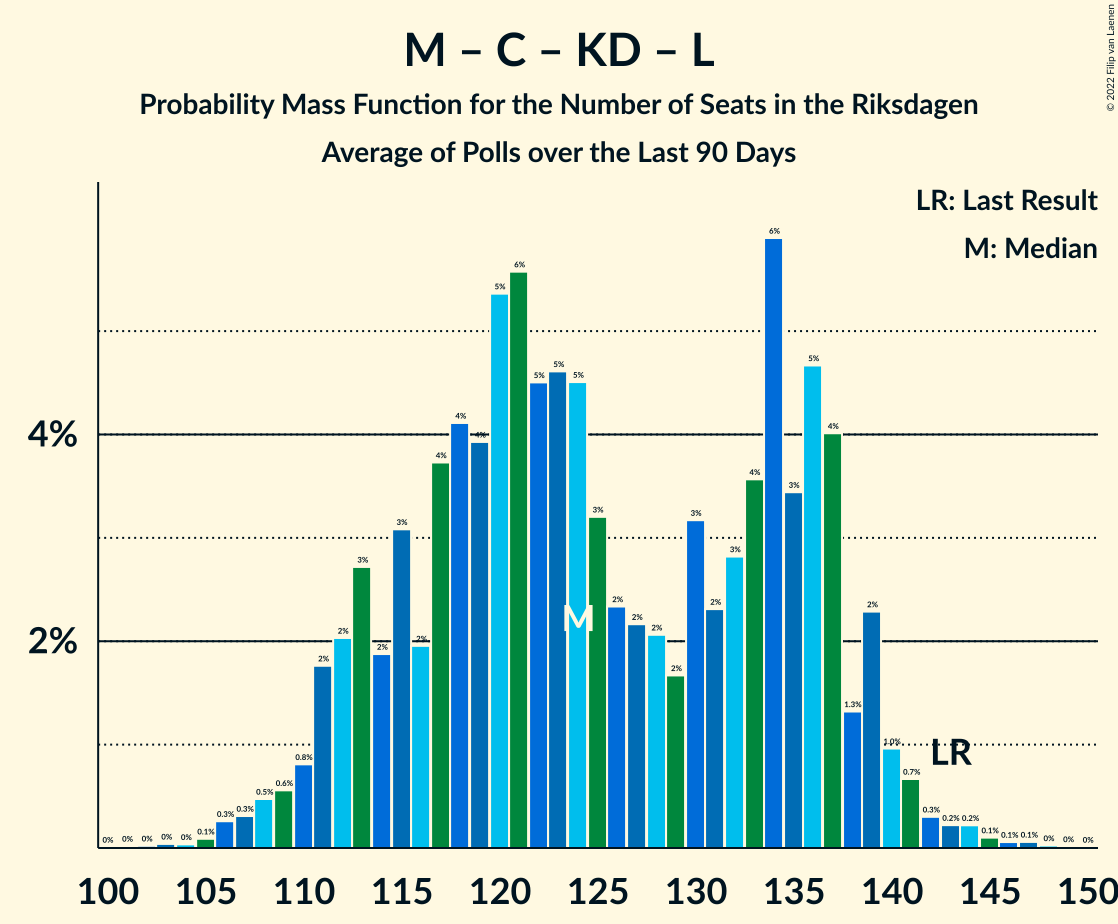 M – C – KD – L
Probability Mass Function for the Number of Seats in the Riksdagen
Average of Polls over the Last 90 Days
© 2022 Filip van Laenen
LR: Last Result
M: Median
4%
2%
0% 0% 0% 0% 0% 0.1% 0.3% 0.3% 0.5% 0.6% 0.8% 2% 2% 3% 2% 3% 2% 4% 4% 4% 5% 6% 5% 5% 5% 3% 2% 2% 2% 2% 3% 2% 3% 4% 6% 3% 5% 4% 1.3% 2% 1.0% 0.7% 0.3% 0.2% 0.2% 0.1% 0.1% 0.1% 0% 0% 0%
M
LR
100 105 110 115 120 125 130 135 140 145 150